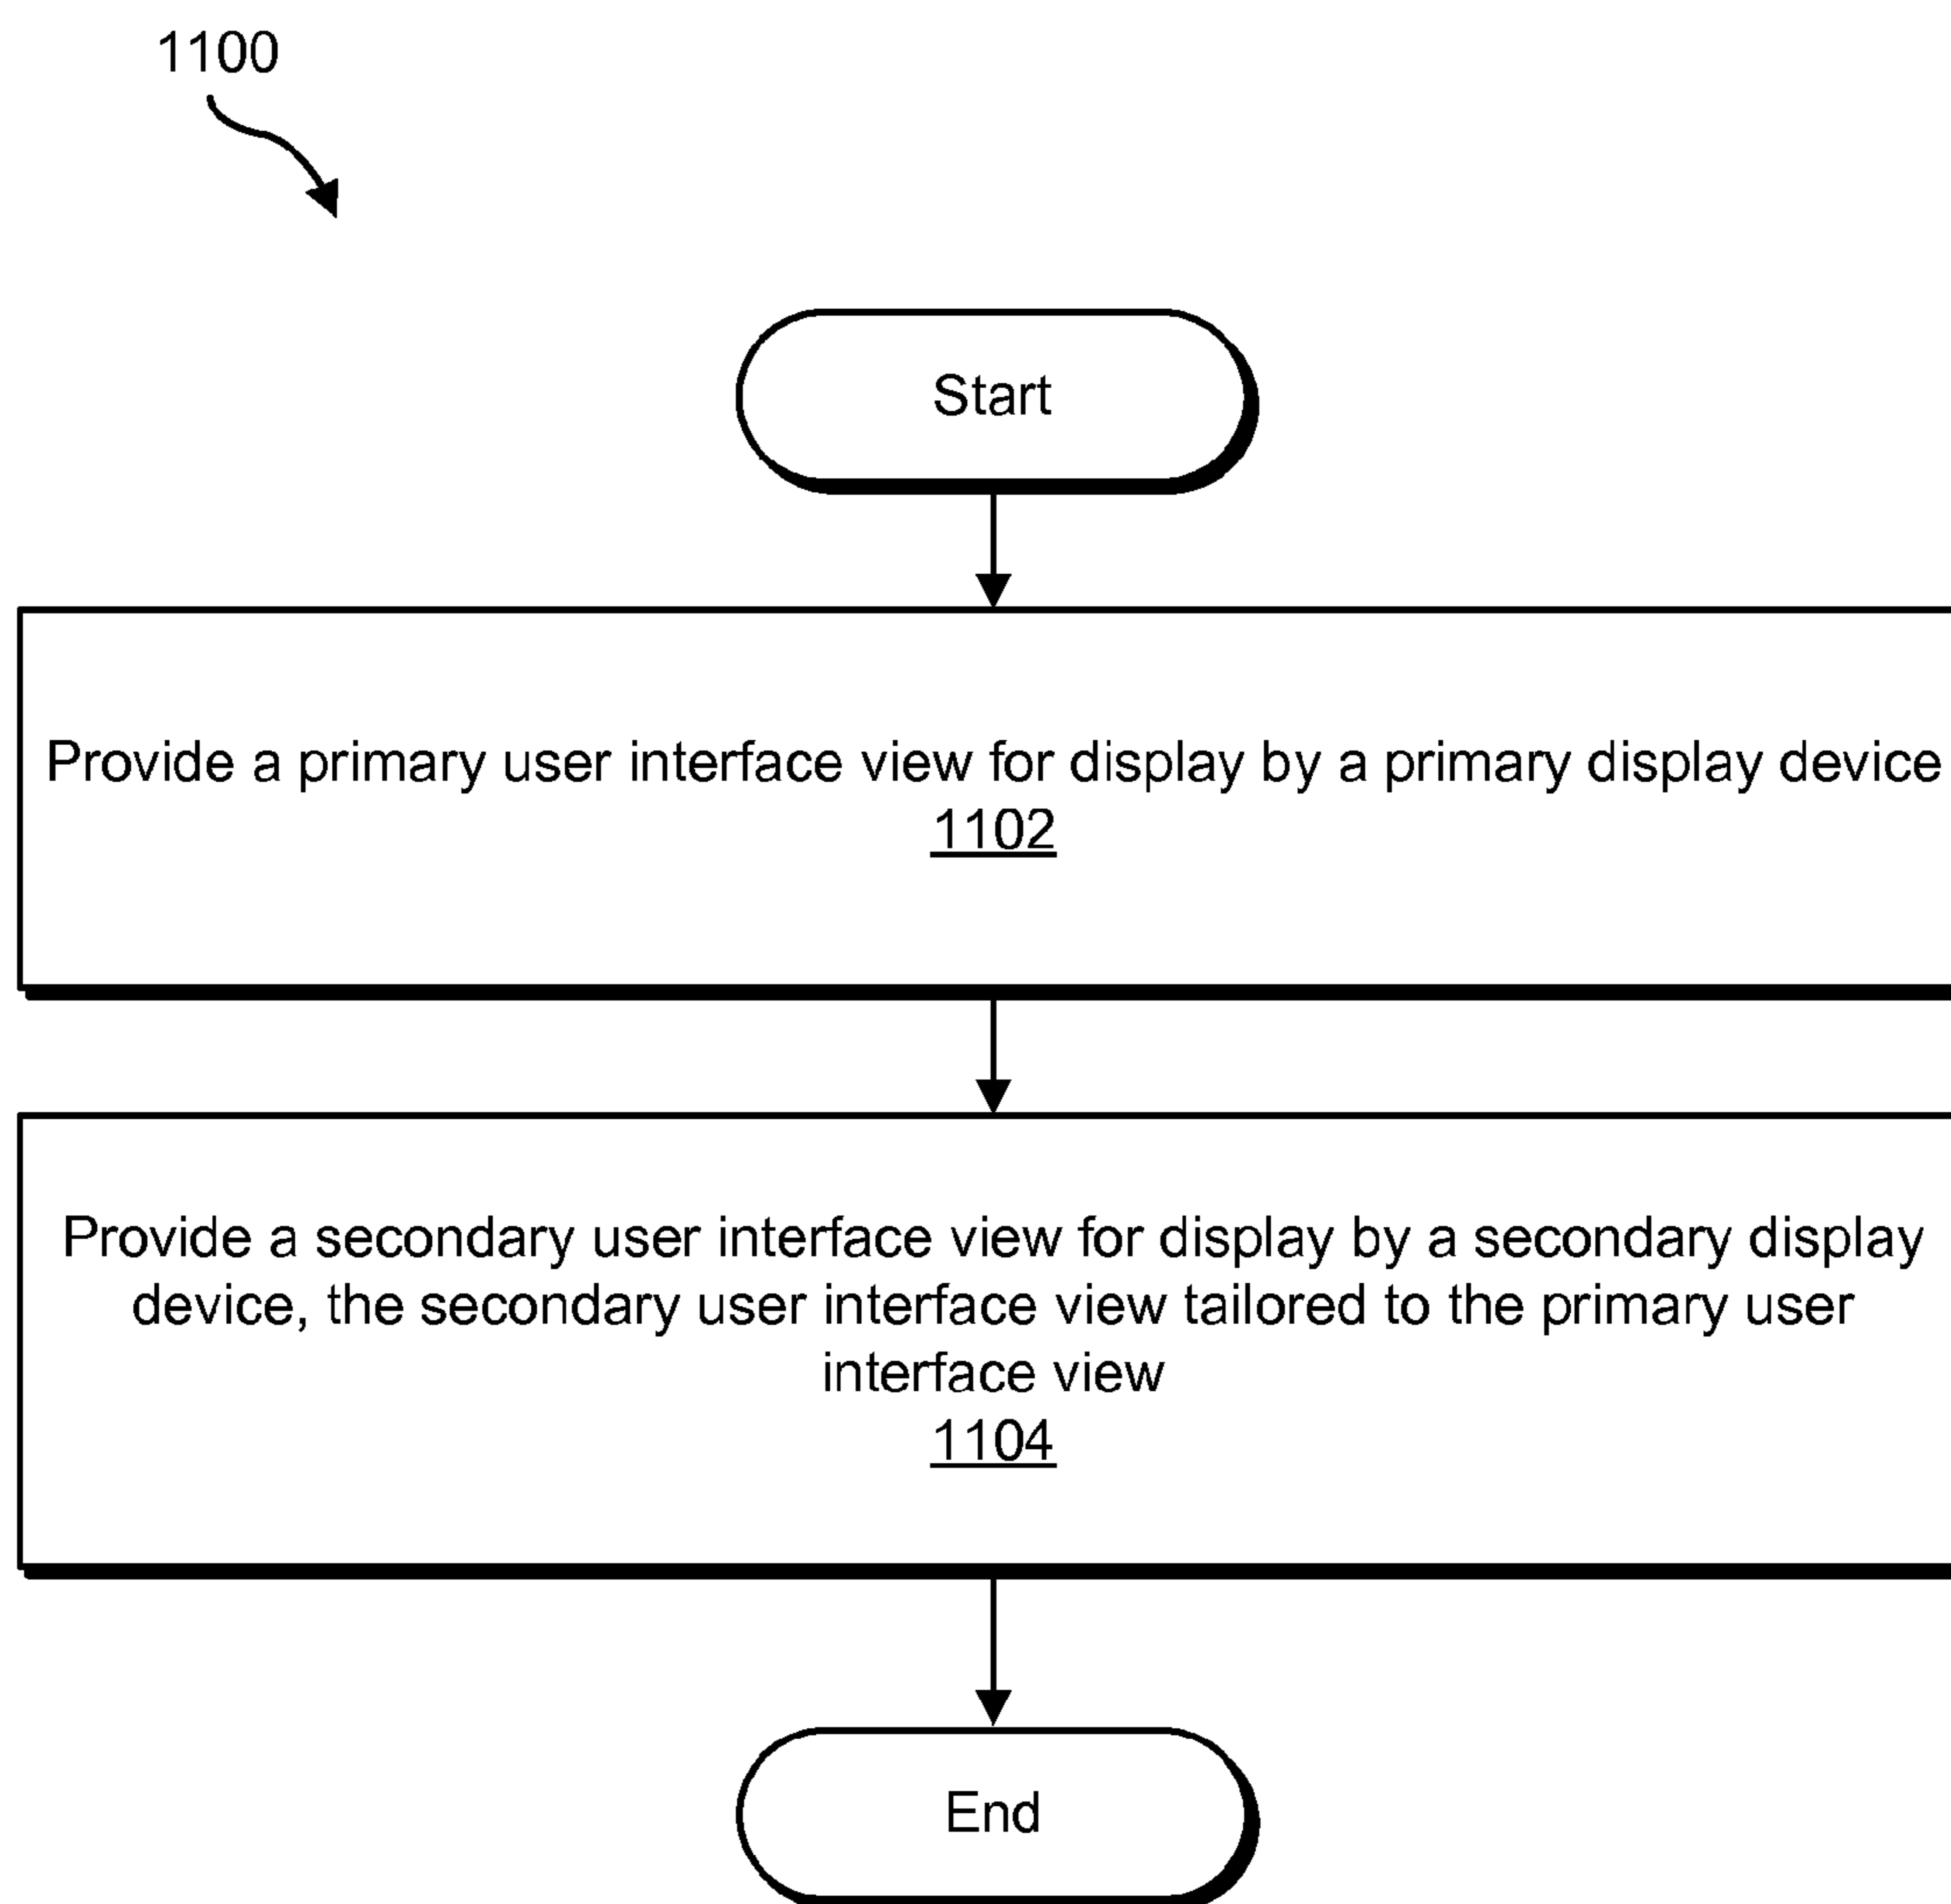 1100
Start
Provide a primary user interface view for display by a primary display device
1102
Provide a secondary user interface view for display by a secondary display
device, the secondary user interface view tailored to the primary user
interface view
1104
End